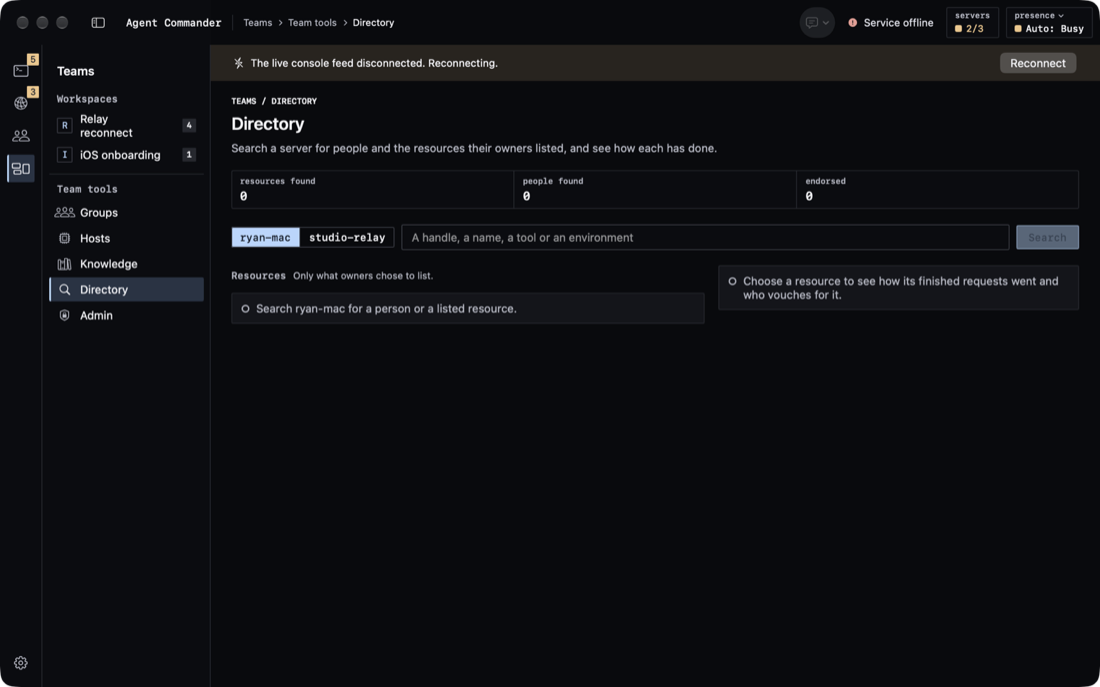 Agent Commander
Teams > Team tools > Directory
Service offline
servers
2/3
presence
Auto: Busy
5
3
Teams
Workspaces
R Relay reconnect 4
I iOS onboarding 1
Team tools
Groups
Hosts
Knowledge
Directory
Admin
The live console feed disconnected. Reconnecting.
Reconnect
TEAMS / DIRECTORY
Directory
Search a server for people and the resources their owners listed, and see how each has done.
resources found
0
people found
0
endorsed
0
ryan-mac
studio-relay
A handle, a name, a tool or an environment
Search
Resources Only what owners chose to list.
Search ryan-mac for a person or a listed resource.
Choose a resource to see how its finished requests went and
who vouches for it.